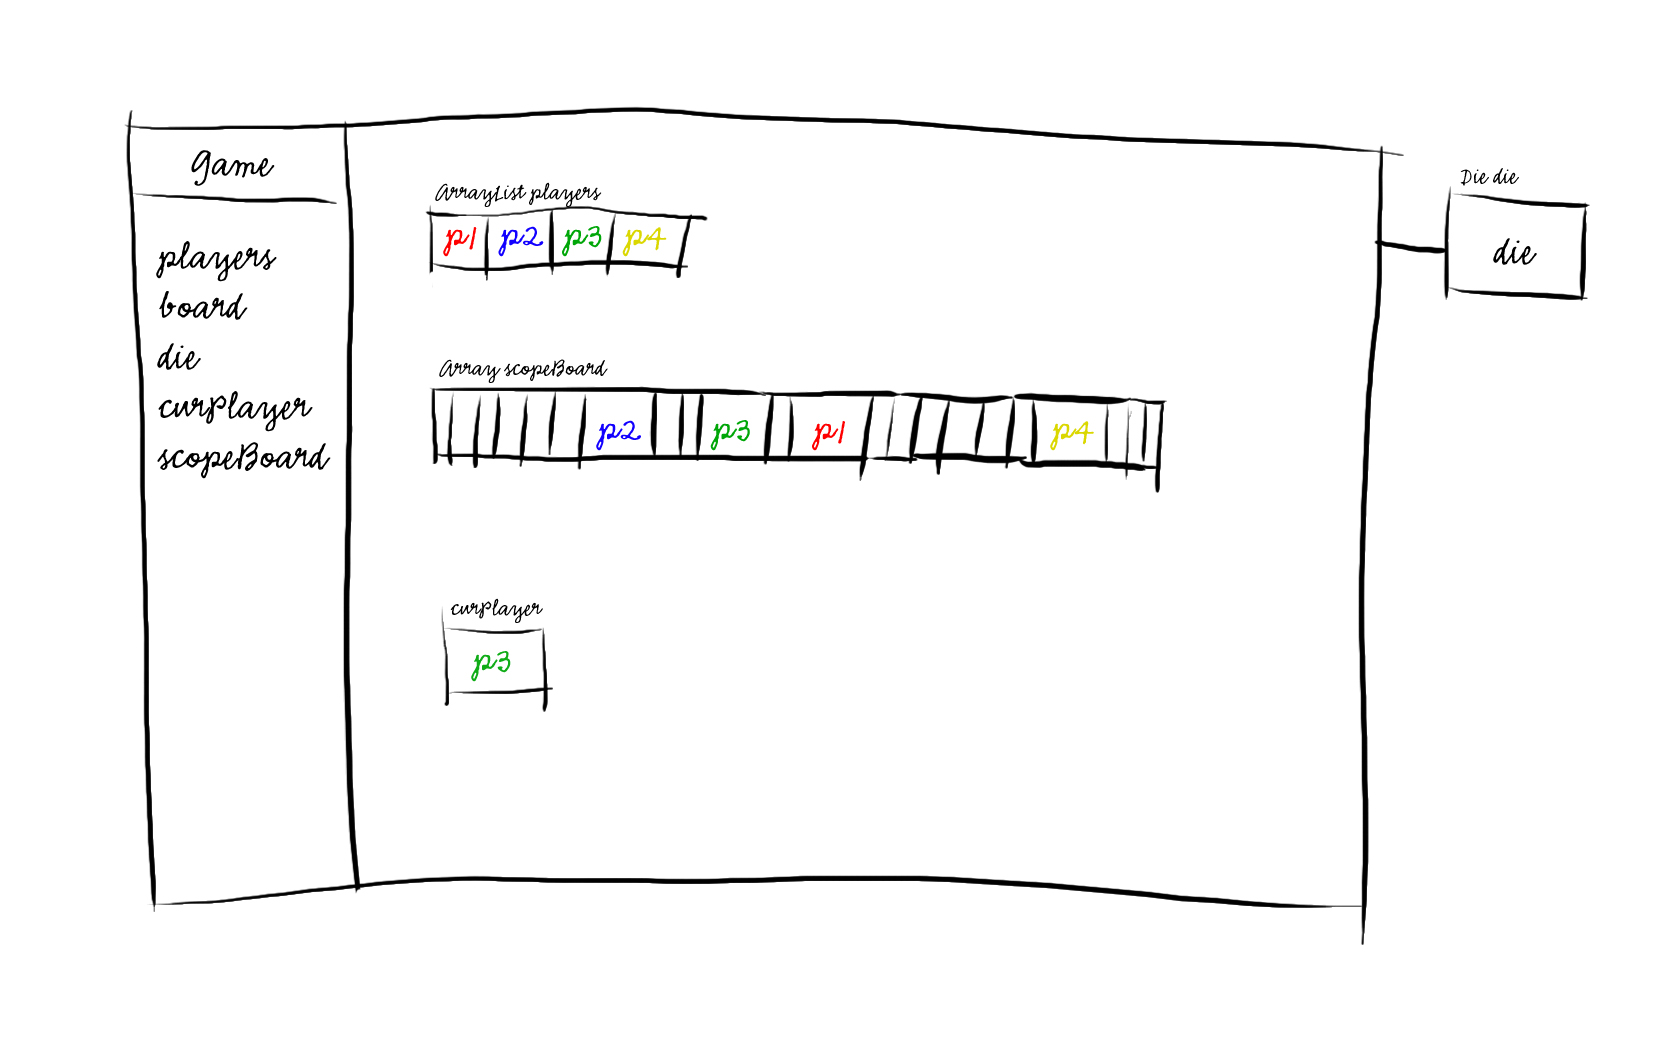 Game
players
board
die
curPlayer
scopeBoard
ArrayList players
p1 p2 p3 p4
Array scopeBoard
p2 p3 p1 p4
curPlayer
p3
Die die
die